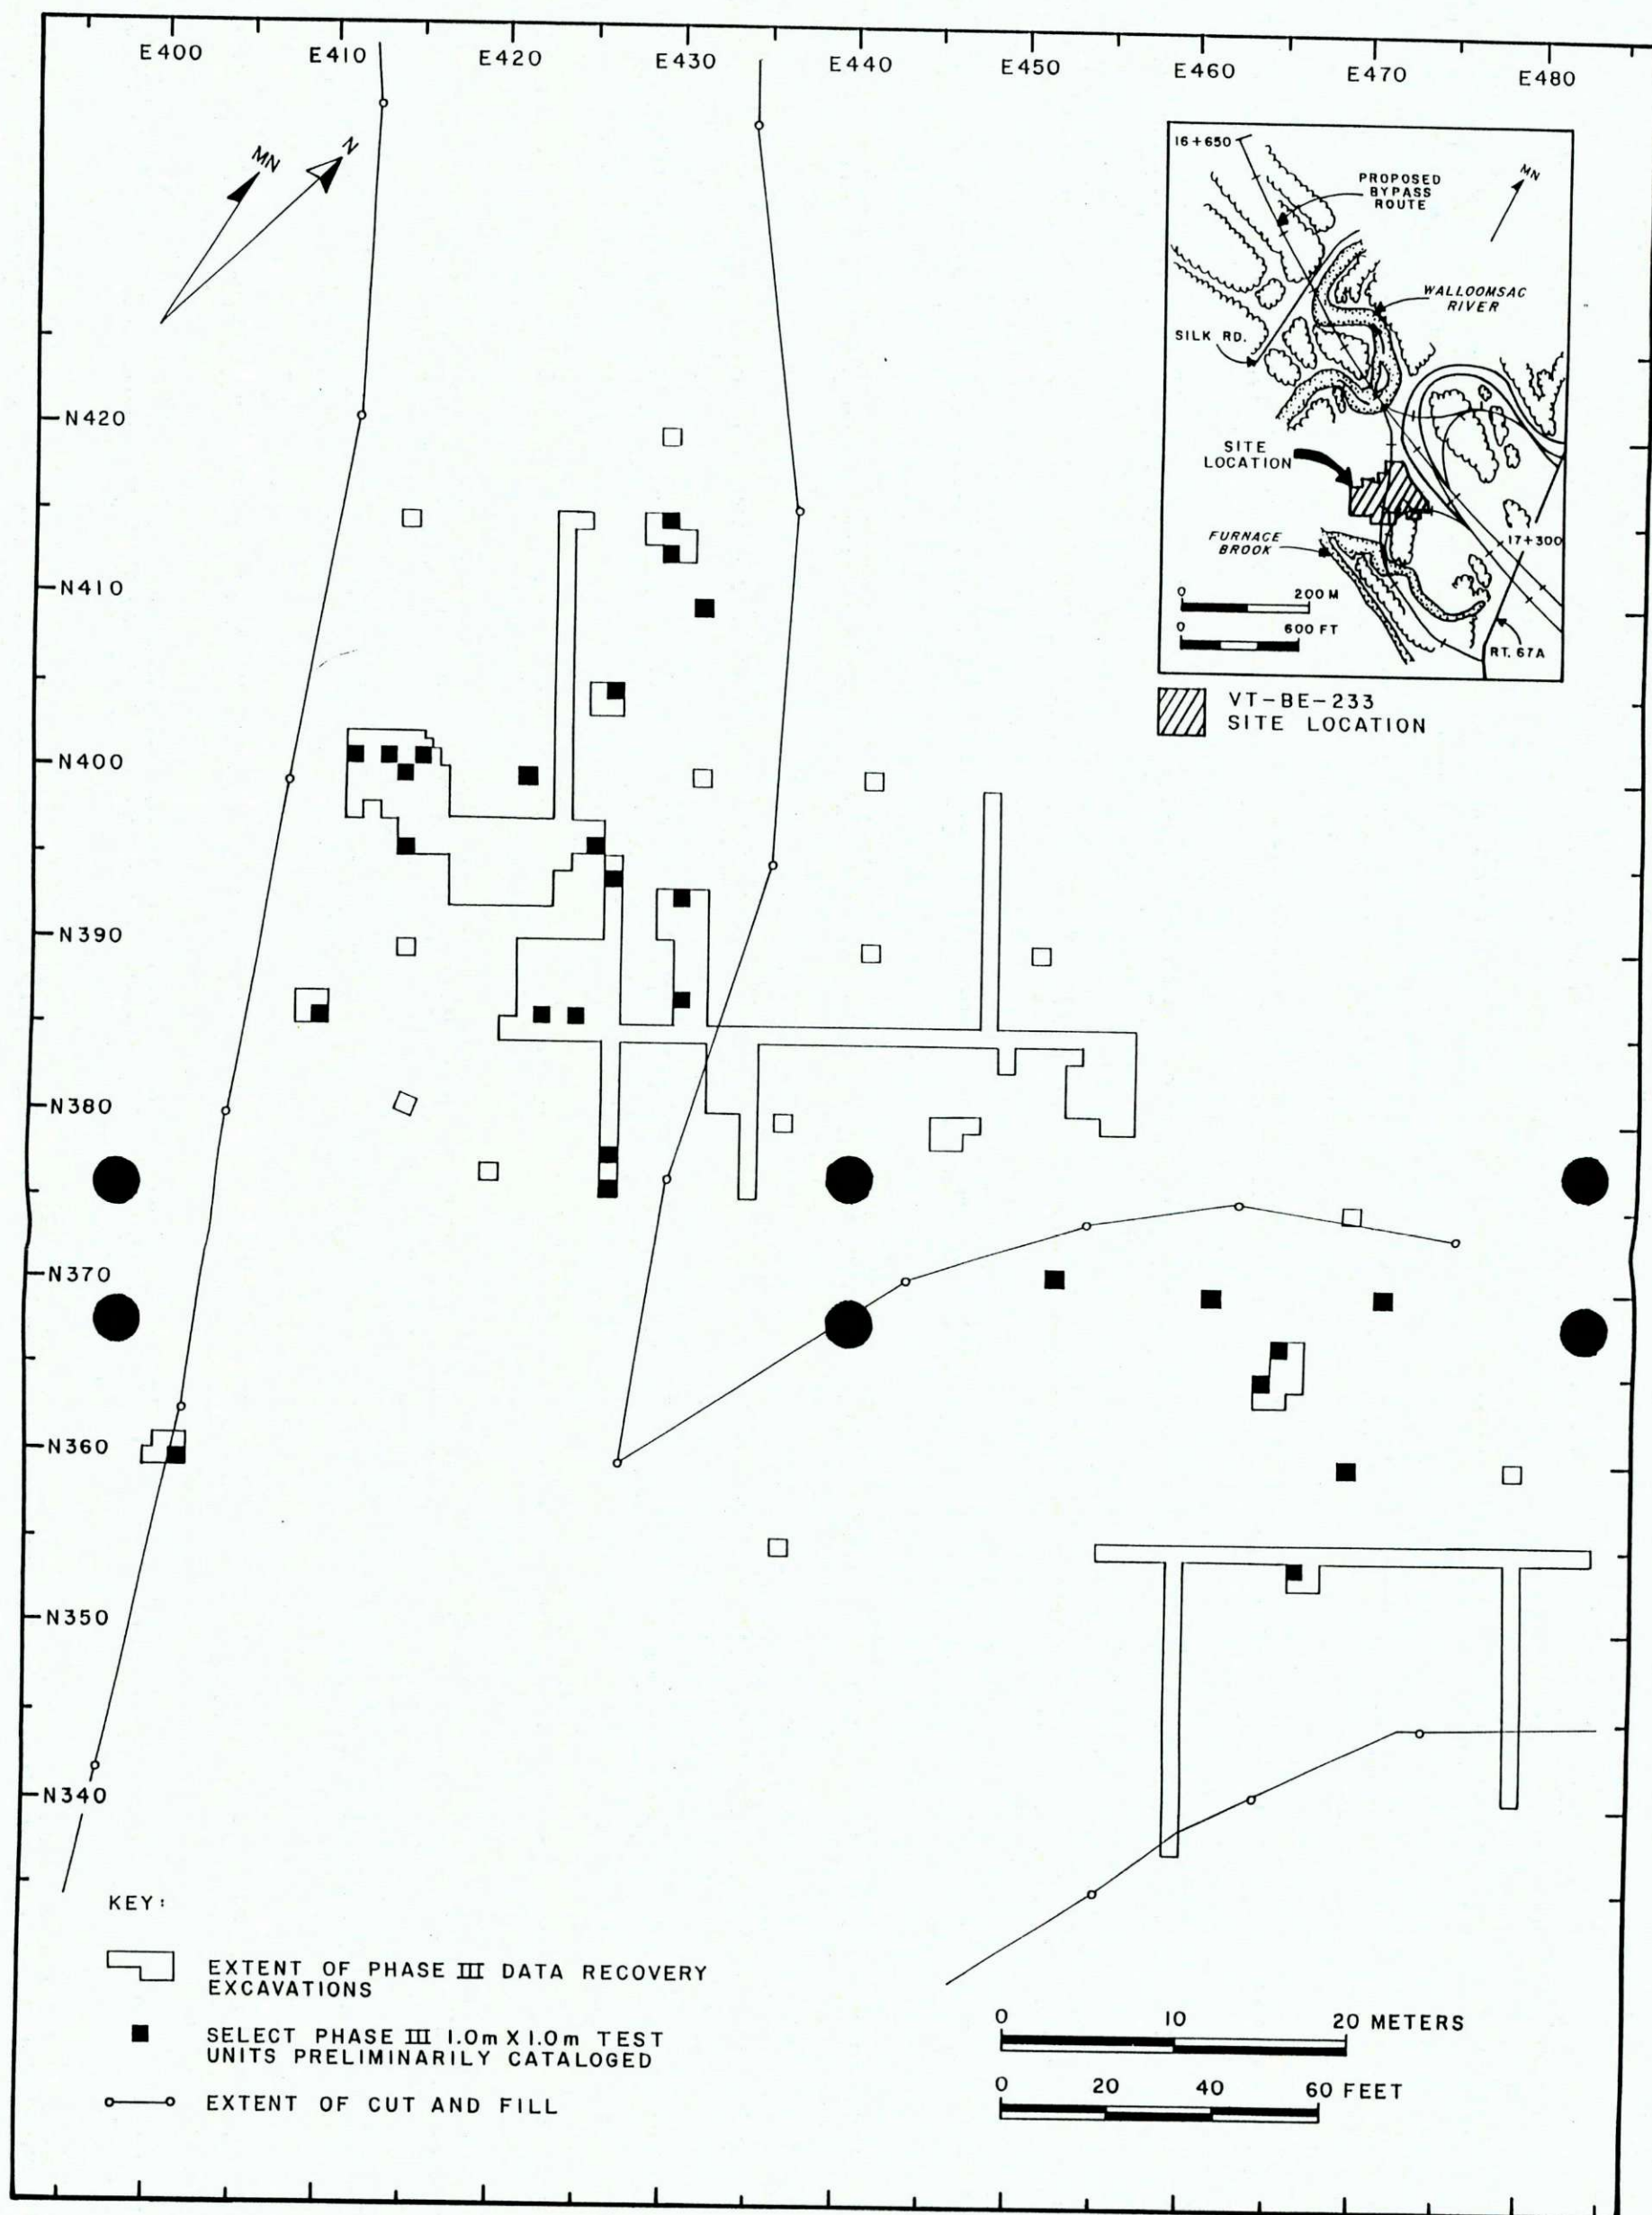 E400 E410 E420 E430 E440 E450 E460 E470 E480
MN
N
16+650
PROPOSED
BYPASS
ROUTE
MN
WALLOOMSAC
RIVER
SILK RD.
SITE
LOCATION
FURNACE
BROOK
17+300
0 200 M
0 600 FT
RT. 67A
VT-BE-233
SITE LOCATION
N420
N410
N400
N390
N380
N370
N360
N350
N340
KEY:
EXTENT OF PHASE III DATA RECOVERY
EXCAVATIONS
SELECT PHASE III 1.0m X 1.0m TEST
UNITS PRELIMINARILY CATALOGED
EXTENT OF CUT AND FILL
0 10 20 METERS
0 20 40 60 FEET